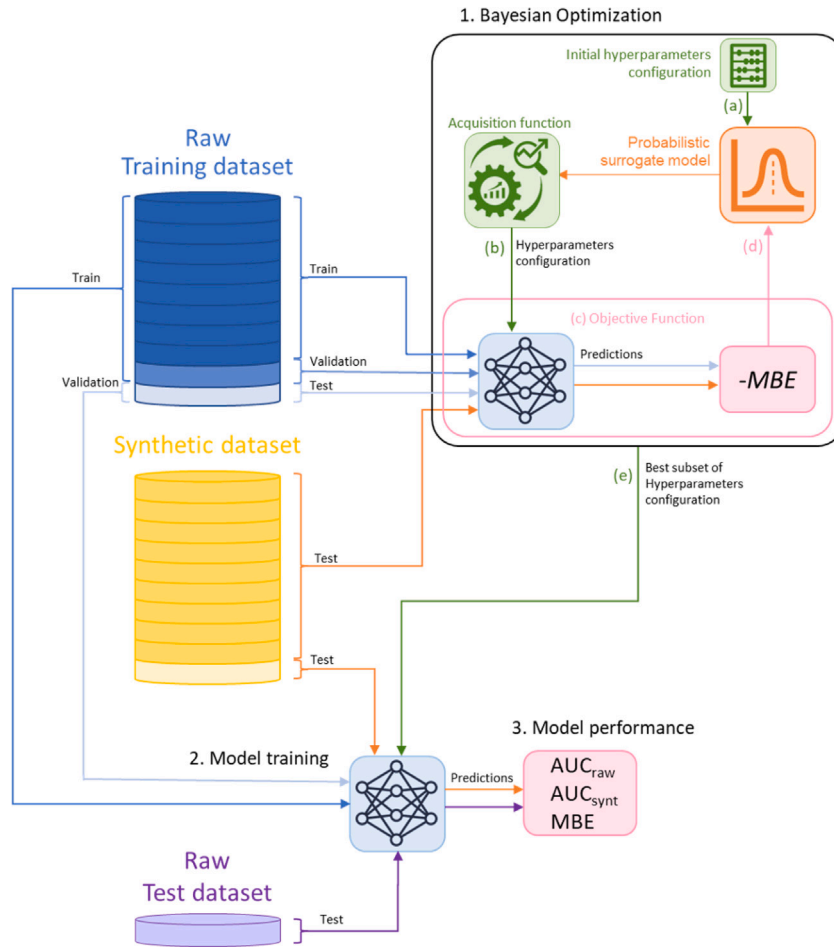 1. Bayesian Optimization
Initial hyperparameters
configuration
(a)
Acquisition function
Probabilistic
surrogate model
Raw
Training dataset
(b)
Hyperparameters
configuration
(d)
Train
Train
(c) Objective Function
Validation
Predictions
Validation
Test
-MBE
Synthetic dataset
(e)
Best subset of
Hyperparameters
configuration
Test
Test
3. Model performance
2. Model training
AUCraw
Predictions
AUCsynt
MBE
Raw
Test dataset
Test